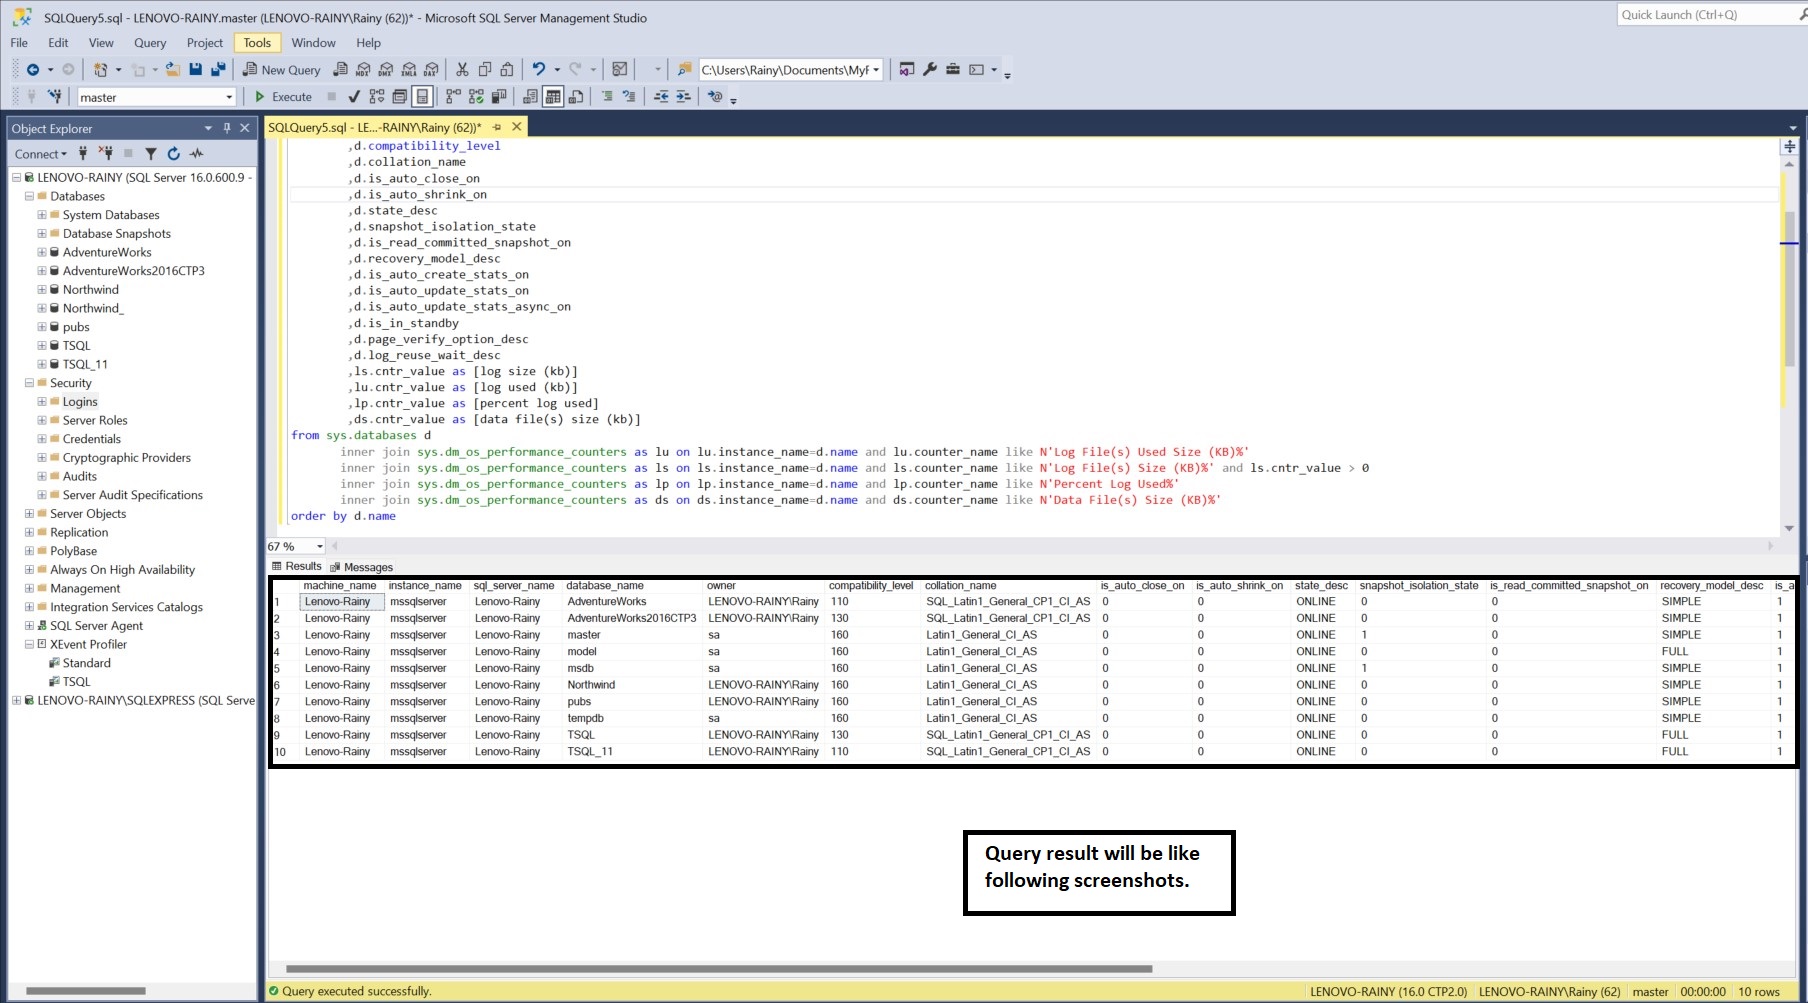 SQLQuery5.sql - LENOVO-RAINY.master (LENOVO-RAINY\Rainy (62))* - Microsoft SQL Server Management Studio
Quick Launch (Ctrl+Q)
File Edit View Query Project Tools Window Help
New Query MDX DMX XMLA DAX C:\Users\Rainy\Documents\MyF
master Execute
Object Explorer
Connect
LENOVO-RAINY (SQL Server 16.0.600.9 -
Databases
System Databases
Database Snapshots
AdventureWorks
AdventureWorks2016CTP3
Northwind
Northwind_
pubs
TSQL
TSQL_11
Security
Logins
Server Roles
Credentials
Cryptographic Providers
Audits
Server Audit Specifications
Server Objects
Replication
PolyBase
Always On High Availability
Management
Integration Services Catalogs
SQL Server Agent
XEvent Profiler
Standard
TSQL
LENOVO-RAINY\SQLEXPRESS (SQL Serve
SQLQuery5.sql - LE...-RAINY\Rainy (62))*
,d.compatibility_level
,d.collation_name
,d.is_auto_close_on
,d.is_auto_shrink_on
,d.state_desc
,d.snapshot_isolation_state
,d.is_read_committed_snapshot_on
,d.recovery_model_desc
,d.is_auto_create_stats_on
,d.is_auto_update_stats_on
,d.is_auto_update_stats_async_on
,d.is_in_standby
,d.page_verify_option_desc
,d.log_reuse_wait_desc
,ls.cntr_value as [log size (kb)]
,lu.cntr_value as [log used (kb)]
,lp.cntr_value as [percent log used]
,ds.cntr_value as [data file(s) size (kb)]
from sys.databases d
inner join sys.dm_os_performance_counters as lu on lu.instance_name=d.name and lu.counter_name like N'Log File(s) Used Size (KB)%'
inner join sys.dm_os_performance_counters as ls on ls.instance_name=d.name and ls.counter_name like N'Log File(s) Size (KB)%' and ls.cntr_value > 0
inner join sys.dm_os_performance_counters as lp on lp.instance_name=d.name and lp.counter_name like N'Percent Log Used%'
inner join sys.dm_os_performance_counters as ds on ds.instance_name=d.name and ds.counter_name like N'Data File(s) Size (KB)%'
order by d.name
67 %
Results Messages
machine_name instance_name sql_server_name database_name owner compatibility_level collation_name is_auto_close_on is_auto_shrink_on state_desc snapshot_isolation_state is_read_committed_snapshot_on recovery_model_desc is_a
1 Lenovo-Rainy mssqlserver Lenovo-Rainy AdventureWorks LENOVO-RAINY\Rainy 110 SQL_Latin1_General_CP1_CI_AS 0 0 ONLINE 0 0 SIMPLE 1
2 Lenovo-Rainy mssqlserver Lenovo-Rainy AdventureWorks2016CTP3 LENOVO-RAINY\Rainy 130 SQL_Latin1_General_CP1_CI_AS 0 0 ONLINE 0 0 SIMPLE 1
3 Lenovo-Rainy mssqlserver Lenovo-Rainy master sa 160 Latin1_General_CI_AS 0 0 ONLINE 1 0 SIMPLE 1
4 Lenovo-Rainy mssqlserver Lenovo-Rainy model sa 160 Latin1_General_CI_AS 0 0 ONLINE 0 0 FULL 1
5 Lenovo-Rainy mssqlserver Lenovo-Rainy msdb sa 160 Latin1_General_CI_AS 0 0 ONLINE 1 0 SIMPLE 1
6 Lenovo-Rainy mssqlserver Lenovo-Rainy Northwind LENOVO-RAINY\Rainy 160 Latin1_General_CI_AS 0 0 ONLINE 0 0 SIMPLE 1
7 Lenovo-Rainy mssqlserver Lenovo-Rainy pubs LENOVO-RAINY\Rainy 160 Latin1_General_CI_AS 0 0 ONLINE 0 0 SIMPLE 1
8 Lenovo-Rainy mssqlserver Lenovo-Rainy tempdb sa 160 Latin1_General_CI_AS 0 0 ONLINE 0 0 SIMPLE 1
9 Lenovo-Rainy mssqlserver Lenovo-Rainy TSQL LENOVO-RAINY\Rainy 130 SQL_Latin1_General_CP1_CI_AS 0 0 ONLINE 0 0 FULL 1
10 Lenovo-Rainy mssqlserver Lenovo-Rainy TSQL_11 LENOVO-RAINY\Rainy 110 SQL_Latin1_General_CP1_CI_AS 0 0 ONLINE 0 0 FULL 1
Query result will be like
following screenshots.
Query executed successfully.
LENOVO-RAINY (16.0 CTP2.0) LENOVO-RAINY\Rainy (62) master 00:00:00 10 rows